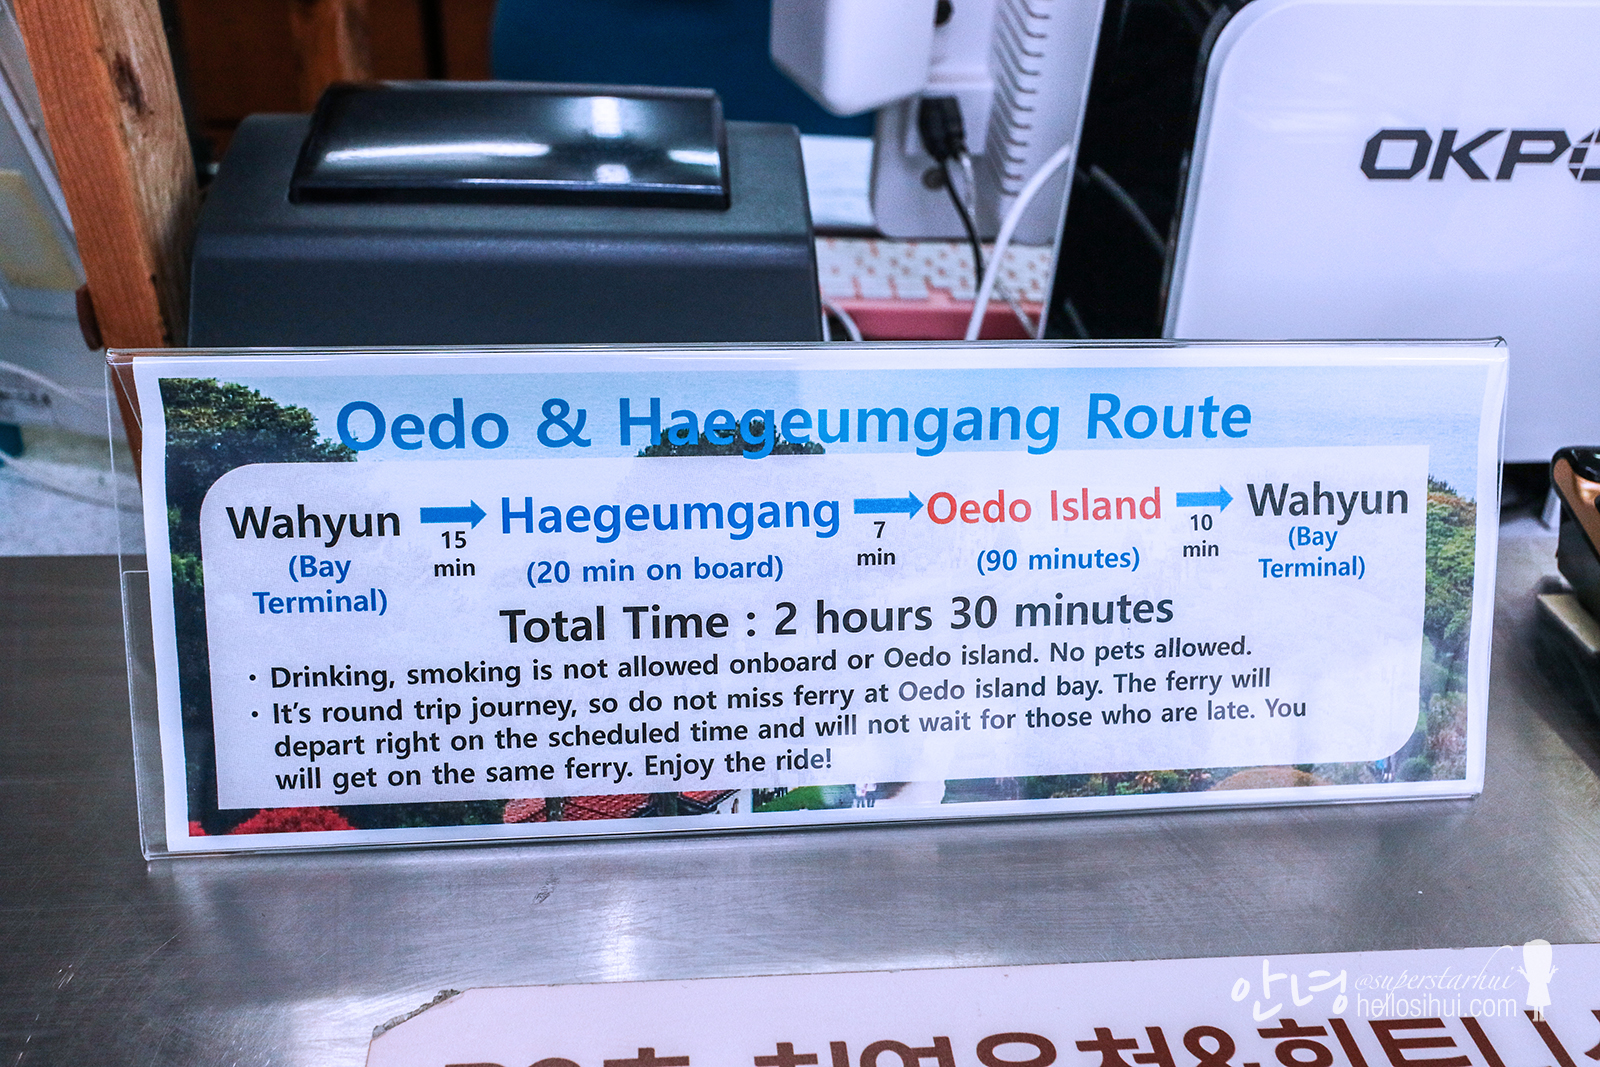 OKP
Oedo & Haegeumgang Route
Wahyun
(Bay
Terminal)
15
min
Haegeumgang
(20 min on board)
7
min
Oedo Island
(90 minutes)
10
min
Wahyun
(Bay
Terminal)
Total Time : 2 hours 30 minutes
· Drinking, smoking is not allowed onboard or Oedo island. No pets allowed.
· It's round trip journey, so do not miss ferry at Oedo island bay. The ferry will
depart right on the scheduled time and will not wait for those who are late. You
will get on the same ferry. Enjoy the ride!
안녕 @superstarhui
hellosihui.com